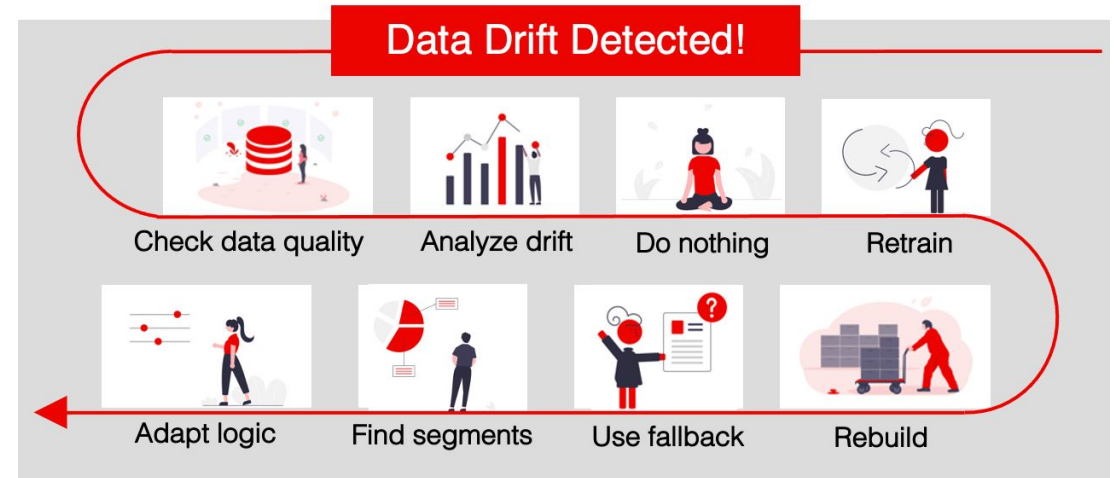 Data Drift Detected!
Check data quality
Analyze drift
Do nothing
Retrain
?
Adapt logic
Find segments
Use fallback
Rebuild